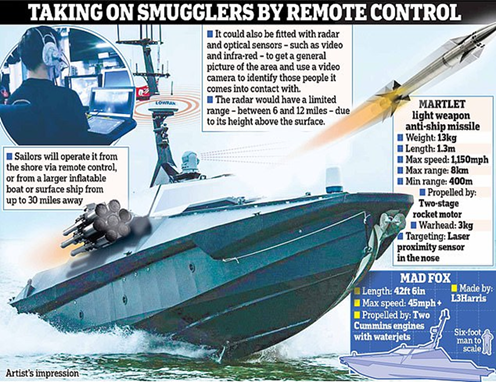 TAKING ON SMUGGLERS BY REMOTE CONTROL
■ It could also be fitted with radar
and optical sensors – such as video
and infra-red – to get a general
picture of the area and use a video
camera to identify those people it
comes into contact with.
■ The radar would have a limited
range – between 6 and 12 miles – due
to its height above the surface.
LOWRANCE
■ Sailors will operate it from
the shore via remote control,
or from a larger inflatable
boat or surface ship from
up to 30 miles away
MARTLET
light weapon
anti-ship missile
■ Weight: 13kg
■ Length: 1.3m
■ Max speed: 1,150mph
■ Max range: 8km
■ Min range: 400m
■ Propelled by:
Two-stage
rocket motor
■ Warhead: 3kg
■ Targeting: Laser
proximity sensor
in the nose
MAD FOX
■ Length: 42ft 6in
■ Max speed: 45mph +
■ Propelled by: Two
Cummins engines
with waterjets
■ Made by:
L3Harris
Six-foot
man to
scale
Artist's impression